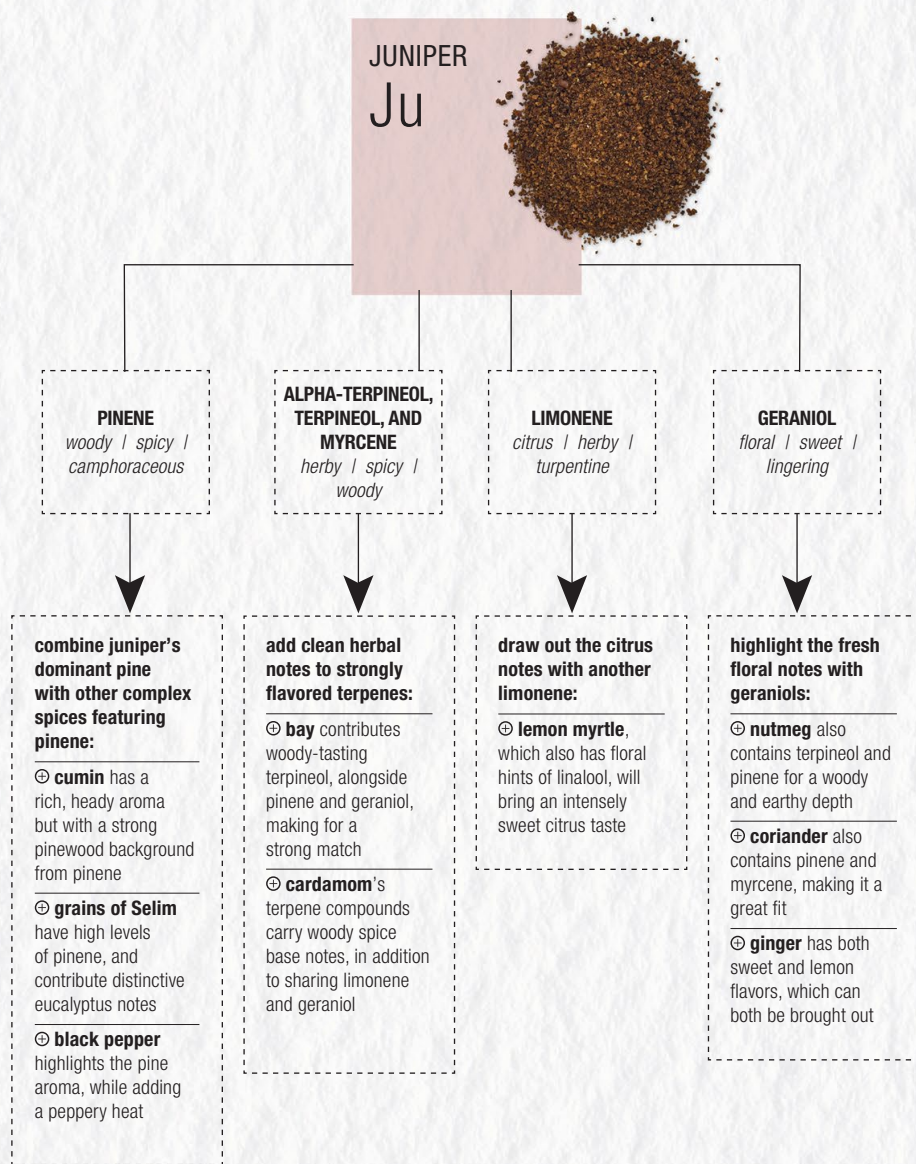 JUNIPER
Ju
PINENE
woody / spicy /
camphoraceous
ALPHA-TERPINEOL,
TERPINEOL, AND
MYRCENE
herby / spicy /
woody
LIMONENE
citrus / herby /
turpentine
GERANIOL
floral / sweet /
lingering
combine juniper's
dominant pine
with other complex
spices featuring
pinene:
⊕ cumin has a
rich, heady aroma
but with a strong
pinewood background
from pinene
⊕ grains of Selim
have high levels
of pinene, and
contribute distinctive
eucalyptus notes
⊕ black pepper
highlights the pine
aroma, while adding
a peppery heat
add clean herbal
notes to strongly
flavored terpenes:
⊕ bay contributes
woody-tasting
terpineol, alongside
pinene and geraniol,
making for a
strong match
⊕ cardamom's
terpene compounds
carry woody spice
base notes, in addition
to sharing limonene
and geraniol
draw out the citrus
notes with another
limonene:
⊕ lemon myrtle,
which also has floral
hints of linalool, will
bring an intensely
sweet citrus taste
highlight the fresh
floral notes with
geraniols:
⊕ nutmeg also
contains terpineol and
pinene for a woody
and earthy depth
⊕ coriander also
contains pinene and
myrcene, making it a
great fit
⊕ ginger has both
sweet and lemon
flavors, which can
both be brought out